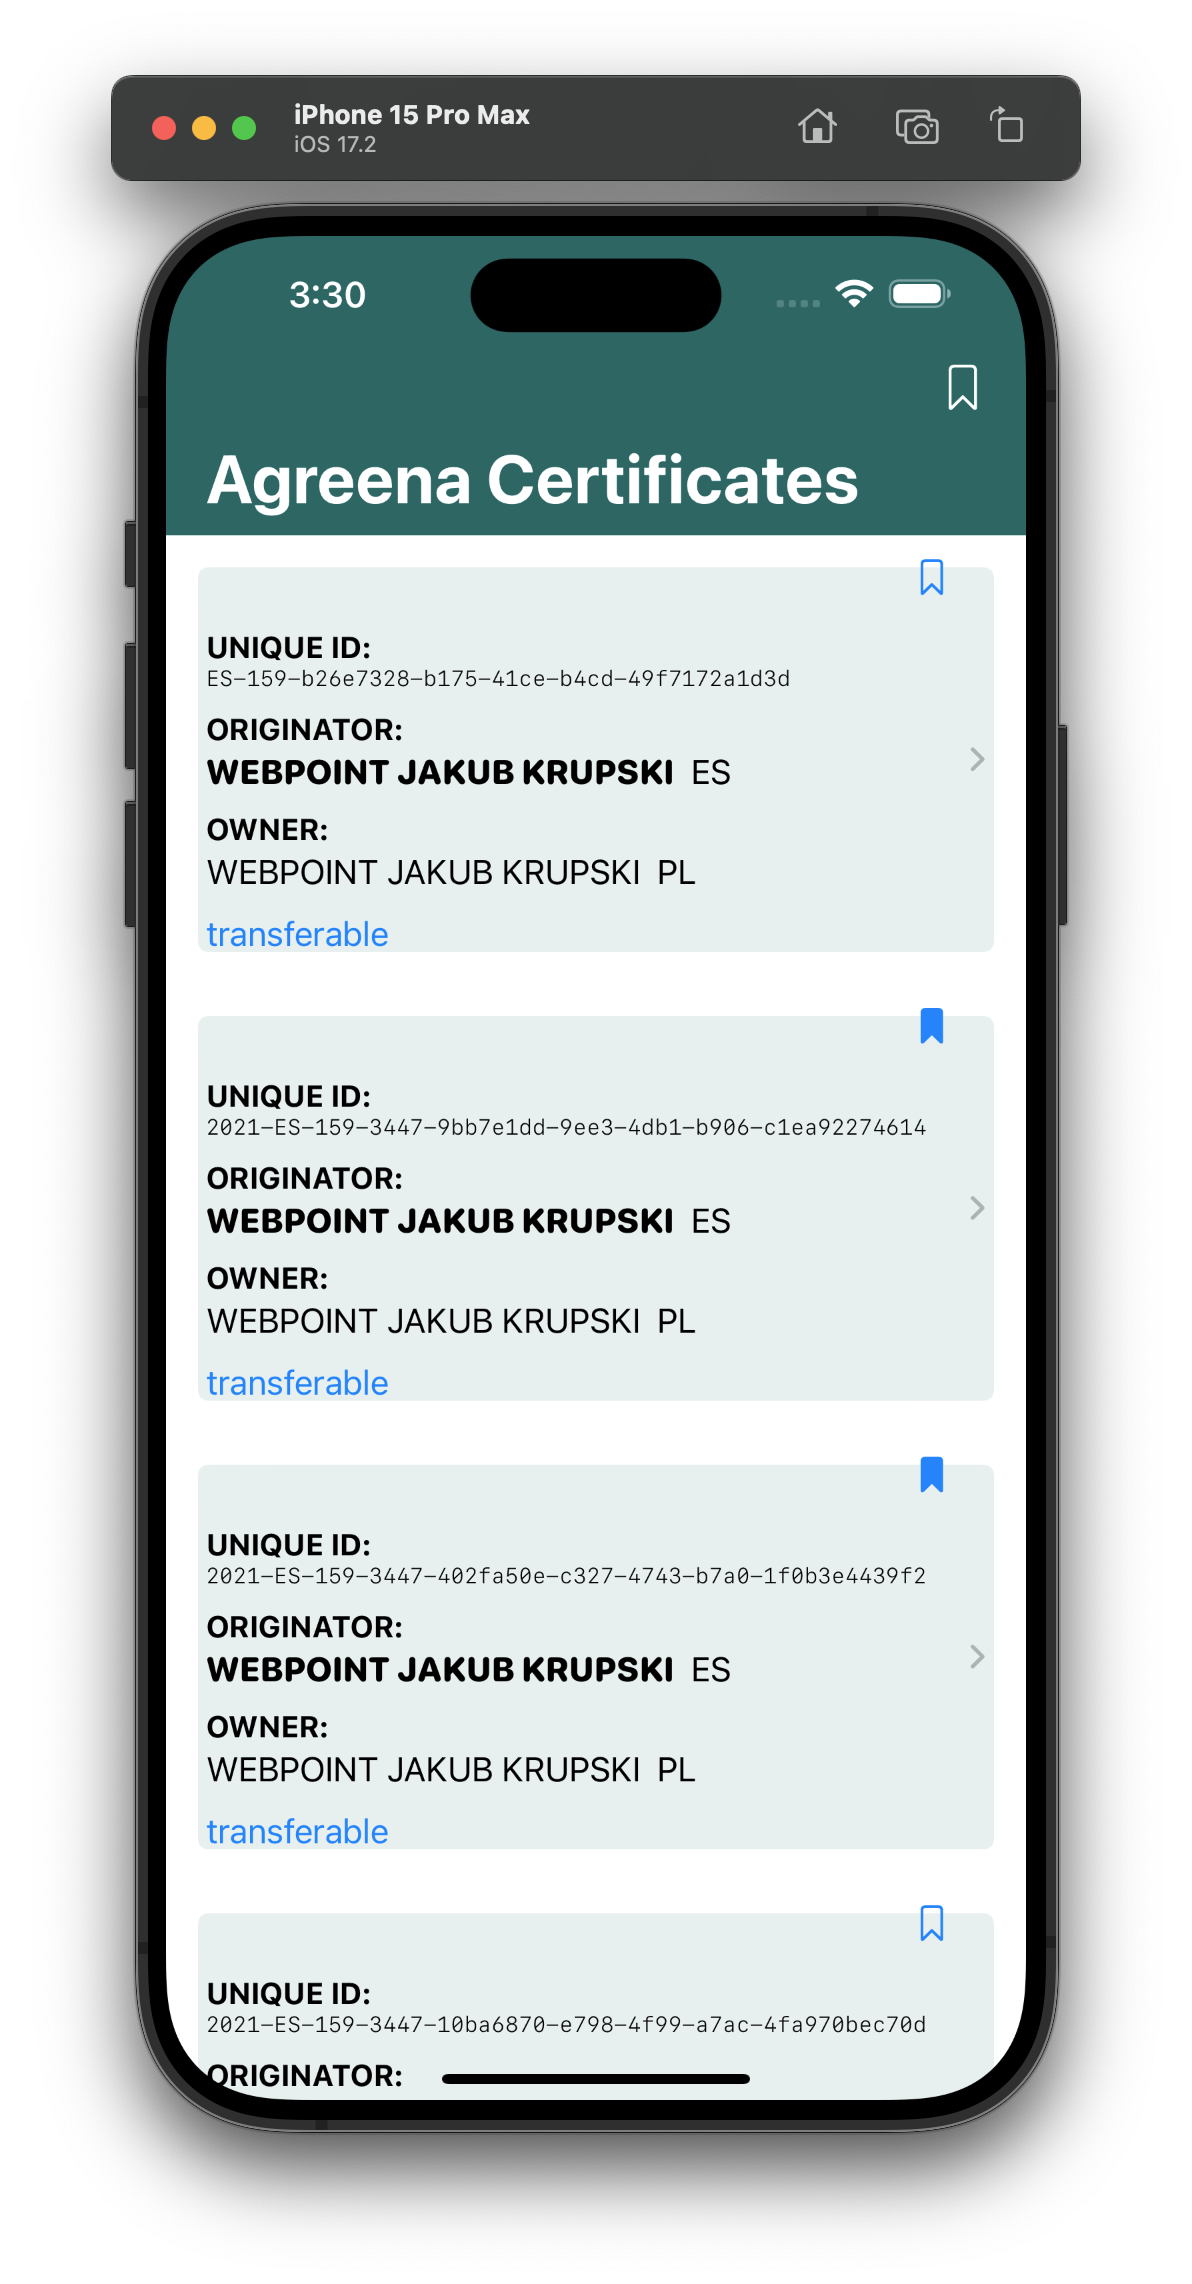 iPhone 15 Pro Max
iOS 17.2
3:30
Agreena Certificates
UNIQUE ID:
ES-159-b26e7328-b175-41ce-b4cd-49f7172a1d3d
ORIGINATOR:
WEBPOINT JAKUB KRUPSKI ES
OWNER:
WEBPOINT JAKUB KRUPSKI PL
transferable
UNIQUE ID:
2021-ES-159-3447-9bb7e1dd-9ee3-4db1-b906-c1ea92274614
ORIGINATOR:
WEBPOINT JAKUB KRUPSKI ES
OWNER:
WEBPOINT JAKUB KRUPSKI PL
transferable
UNIQUE ID:
2021-ES-159-3447-402fa50e-c327-4743-b7a0-1f0b3e4439f2
ORIGINATOR:
WEBPOINT JAKUB KRUPSKI ES
OWNER:
WEBPOINT JAKUB KRUPSKI PL
transferable
UNIQUE ID:
2021-ES-159-3447-10ba6870-e798-4f99-a7ac-4fa970bec70d
ORIGINATOR: